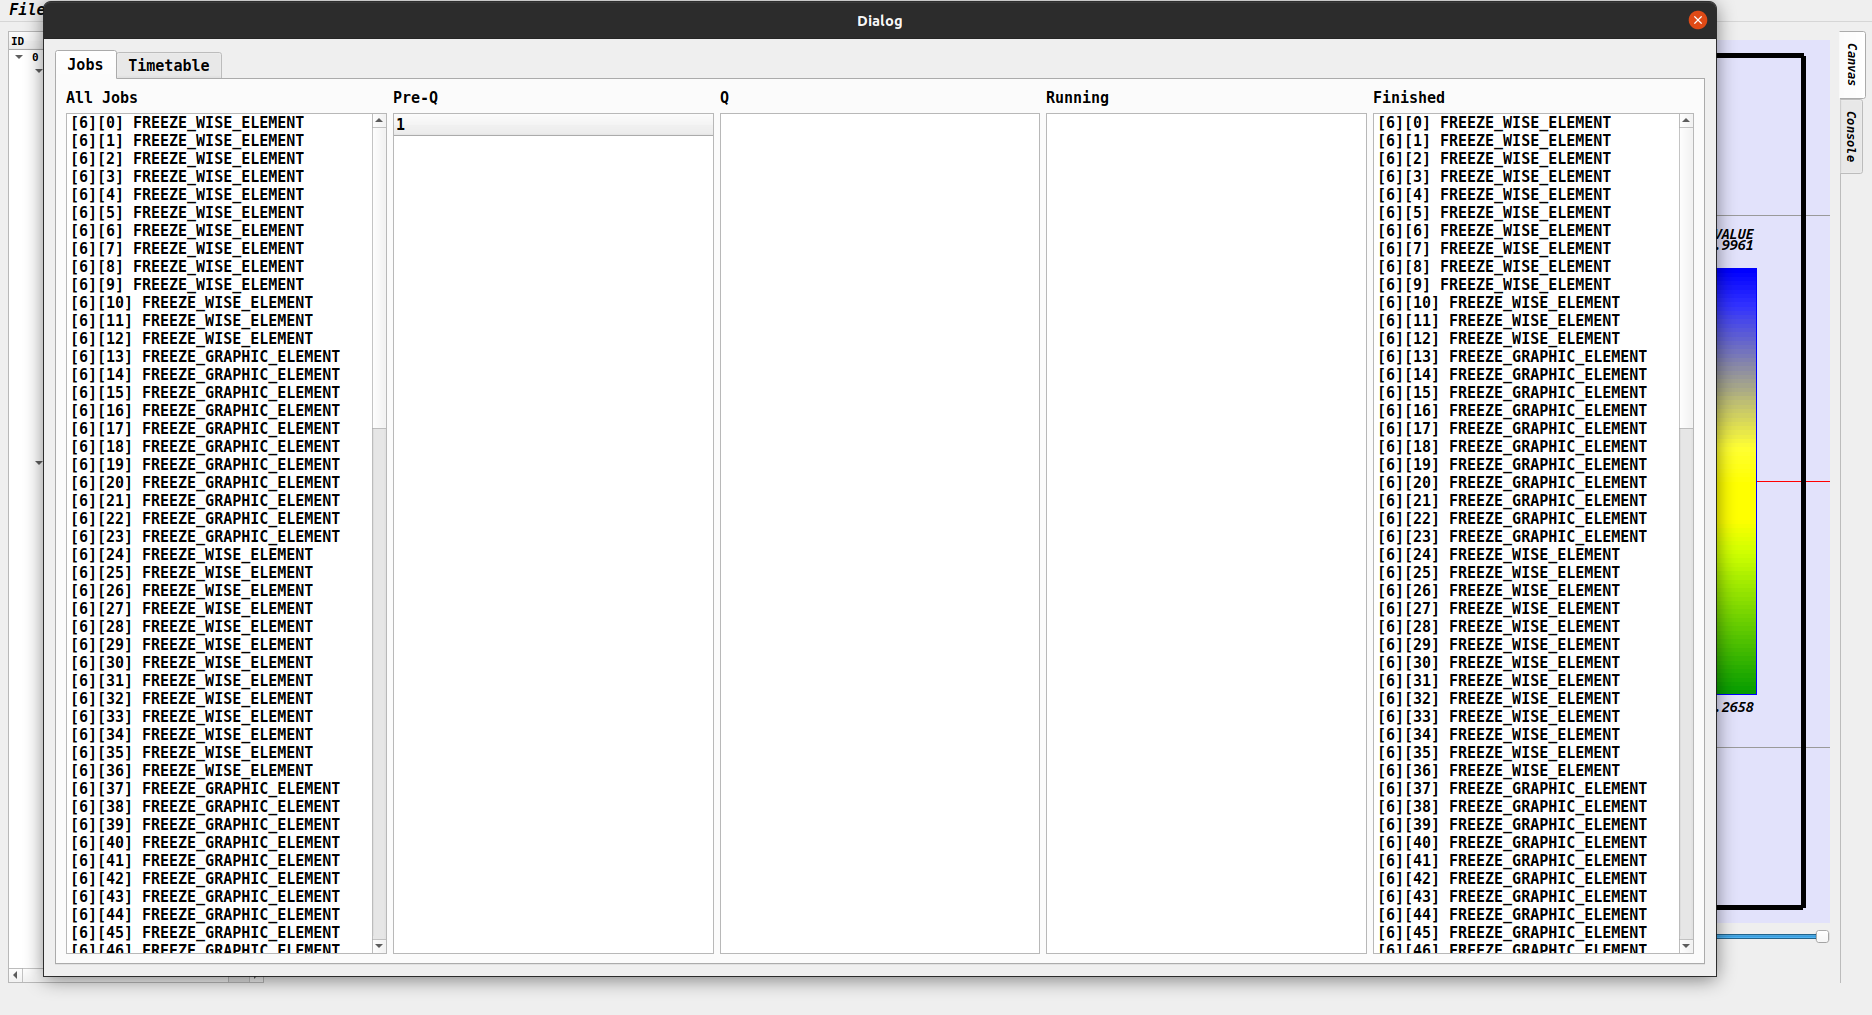 File
Dialog
ID
0
Jobs
Timetable
All Jobs
[6][0] FREEZE_WISE_ELEMENT
[6][1] FREEZE_WISE_ELEMENT
[6][2] FREEZE_WISE_ELEMENT
[6][3] FREEZE_WISE_ELEMENT
[6][4] FREEZE_WISE_ELEMENT
[6][5] FREEZE_WISE_ELEMENT
[6][6] FREEZE_WISE_ELEMENT
[6][7] FREEZE_WISE_ELEMENT
[6][8] FREEZE_WISE_ELEMENT
[6][9] FREEZE_WISE_ELEMENT
[6][10] FREEZE_WISE_ELEMENT
[6][11] FREEZE_WISE_ELEMENT
[6][12] FREEZE_WISE_ELEMENT
[6][13] FREEZE_GRAPHIC_ELEMENT
[6][14] FREEZE_GRAPHIC_ELEMENT
[6][15] FREEZE_GRAPHIC_ELEMENT
[6][16] FREEZE_GRAPHIC_ELEMENT
[6][17] FREEZE_GRAPHIC_ELEMENT
[6][18] FREEZE_GRAPHIC_ELEMENT
[6][19] FREEZE_GRAPHIC_ELEMENT
[6][20] FREEZE_GRAPHIC_ELEMENT
[6][21] FREEZE_GRAPHIC_ELEMENT
[6][22] FREEZE_GRAPHIC_ELEMENT
[6][23] FREEZE_GRAPHIC_ELEMENT
[6][24] FREEZE_WISE_ELEMENT
[6][25] FREEZE_WISE_ELEMENT
[6][26] FREEZE_WISE_ELEMENT
[6][27] FREEZE_WISE_ELEMENT
[6][28] FREEZE_WISE_ELEMENT
[6][29] FREEZE_WISE_ELEMENT
[6][30] FREEZE_WISE_ELEMENT
[6][31] FREEZE_WISE_ELEMENT
[6][32] FREEZE_WISE_ELEMENT
[6][33] FREEZE_WISE_ELEMENT
[6][34] FREEZE_WISE_ELEMENT
[6][35] FREEZE_WISE_ELEMENT
[6][36] FREEZE_WISE_ELEMENT
[6][37] FREEZE_GRAPHIC_ELEMENT
[6][38] FREEZE_GRAPHIC_ELEMENT
[6][39] FREEZE_GRAPHIC_ELEMENT
[6][40] FREEZE_GRAPHIC_ELEMENT
[6][41] FREEZE_GRAPHIC_ELEMENT
[6][42] FREEZE_GRAPHIC_ELEMENT
[6][43] FREEZE_GRAPHIC_ELEMENT
[6][44] FREEZE_GRAPHIC_ELEMENT
[6][45] FREEZE_GRAPHIC_ELEMENT
[6][46] FREEZE_GRAPHIC_ELEMENT
Pre-Q
1
Q
Running
Finished
[6][0] FREEZE_WISE_ELEMENT
[6][1] FREEZE_WISE_ELEMENT
[6][2] FREEZE_WISE_ELEMENT
[6][3] FREEZE_WISE_ELEMENT
[6][4] FREEZE_WISE_ELEMENT
[6][5] FREEZE_WISE_ELEMENT
[6][6] FREEZE_WISE_ELEMENT
[6][7] FREEZE_WISE_ELEMENT
[6][8] FREEZE_WISE_ELEMENT
[6][9] FREEZE_WISE_ELEMENT
[6][10] FREEZE_WISE_ELEMENT
[6][11] FREEZE_WISE_ELEMENT
[6][12] FREEZE_WISE_ELEMENT
[6][13] FREEZE_GRAPHIC_ELEMENT
[6][14] FREEZE_GRAPHIC_ELEMENT
[6][15] FREEZE_GRAPHIC_ELEMENT
[6][16] FREEZE_GRAPHIC_ELEMENT
[6][17] FREEZE_GRAPHIC_ELEMENT
[6][18] FREEZE_GRAPHIC_ELEMENT
[6][19] FREEZE_GRAPHIC_ELEMENT
[6][20] FREEZE_GRAPHIC_ELEMENT
[6][21] FREEZE_GRAPHIC_ELEMENT
[6][22] FREEZE_GRAPHIC_ELEMENT
[6][23] FREEZE_GRAPHIC_ELEMENT
[6][24] FREEZE_WISE_ELEMENT
[6][25] FREEZE_WISE_ELEMENT
[6][26] FREEZE_WISE_ELEMENT
[6][27] FREEZE_WISE_ELEMENT
[6][28] FREEZE_WISE_ELEMENT
[6][29] FREEZE_WISE_ELEMENT
[6][30] FREEZE_WISE_ELEMENT
[6][31] FREEZE_WISE_ELEMENT
[6][32] FREEZE_WISE_ELEMENT
[6][33] FREEZE_WISE_ELEMENT
[6][34] FREEZE_WISE_ELEMENT
[6][35] FREEZE_WISE_ELEMENT
[6][36] FREEZE_WISE_ELEMENT
[6][37] FREEZE_GRAPHIC_ELEMENT
[6][38] FREEZE_GRAPHIC_ELEMENT
[6][39] FREEZE_GRAPHIC_ELEMENT
[6][40] FREEZE_GRAPHIC_ELEMENT
[6][41] FREEZE_GRAPHIC_ELEMENT
[6][42] FREEZE_GRAPHIC_ELEMENT
[6][43] FREEZE_GRAPHIC_ELEMENT
[6][44] FREEZE_GRAPHIC_ELEMENT
[6][45] FREEZE_GRAPHIC_ELEMENT
[6][46] FREEZE_GRAPHIC_ELEMENT
VALUE
.9961
.2658
Canvas
Console